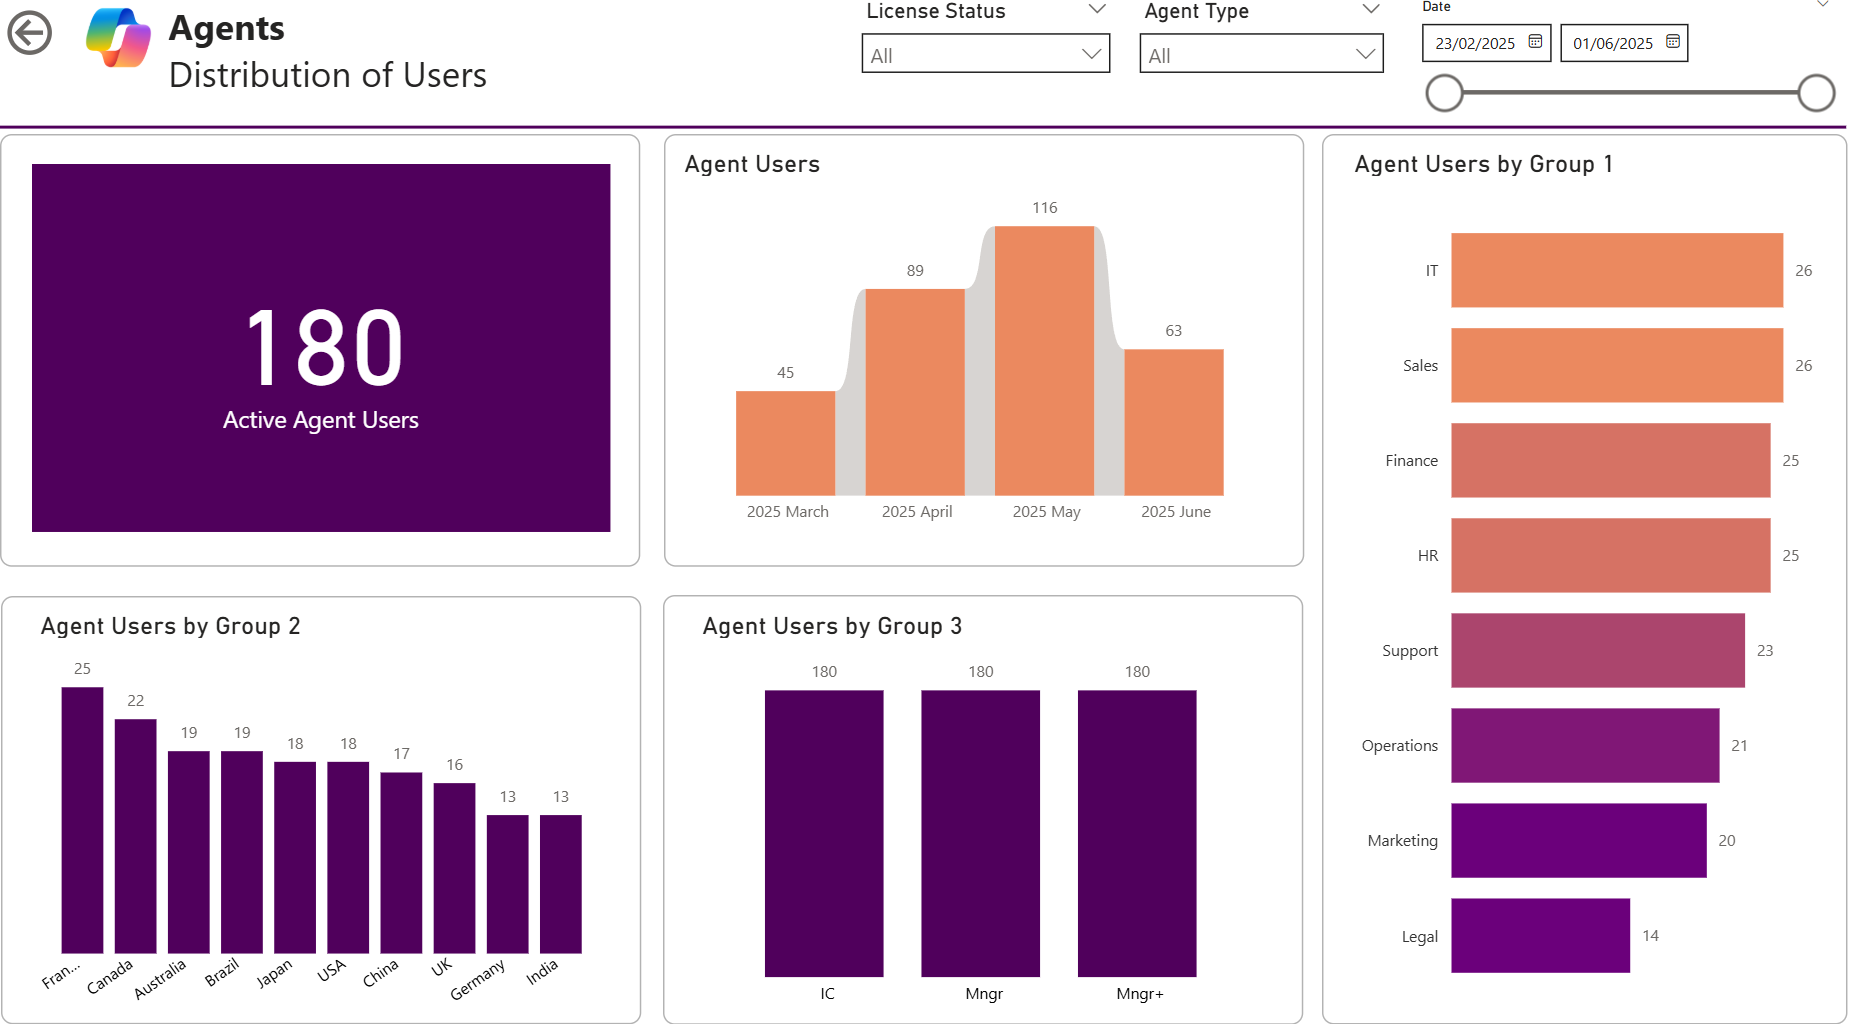 Agents
Distribution of Users
License Status
All
Agent Type
All
Date
23/02/2025
01/06/2025
180
Active Agent Users
Agent Users
116
89
63
45
2025 March
2025 April
2025 May
2025 June
Agent Users by Group 1
IT 26
Sales 26
Finance 25
HR 25
Support 23
Operations 21
Marketing 20
Legal 14
Agent Users by Group 2
25
22
19
19
18
18
17
16
13
13
Fran...
Canada
Australia
Brazil
Japan
USA
China
UK
Germany
India
Agent Users by Group 3
180
180
180
IC
Mngr
Mngr+